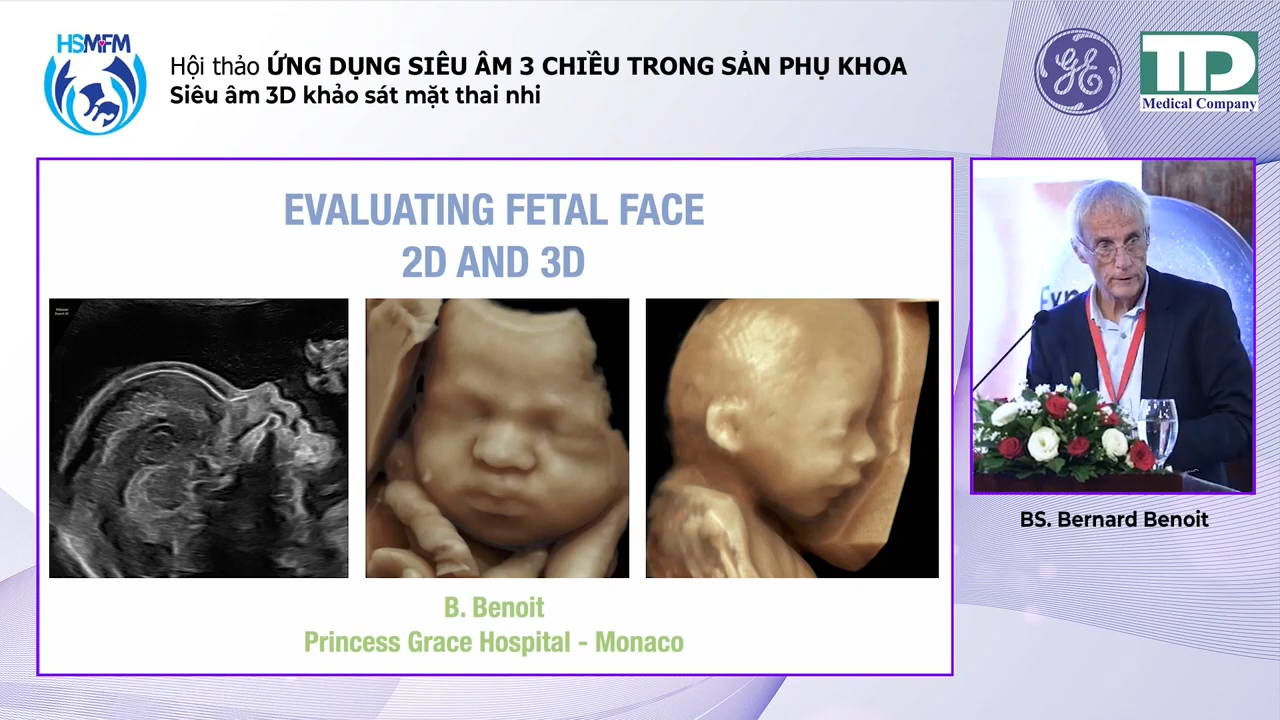 HSMFM
Hội thảo ỨNG DỤNG SIÊU ÂM 3 CHIỀU TRONG SẢN PHỤ KHOA
Siêu âm 3D khảo sát mặt thai nhi
GE
TD
Medical Company
EVALUATING FETAL FACE
2D AND 3D
B. Benoit
Princess Grace Hospital - Monaco
BS. Bernard Benoit